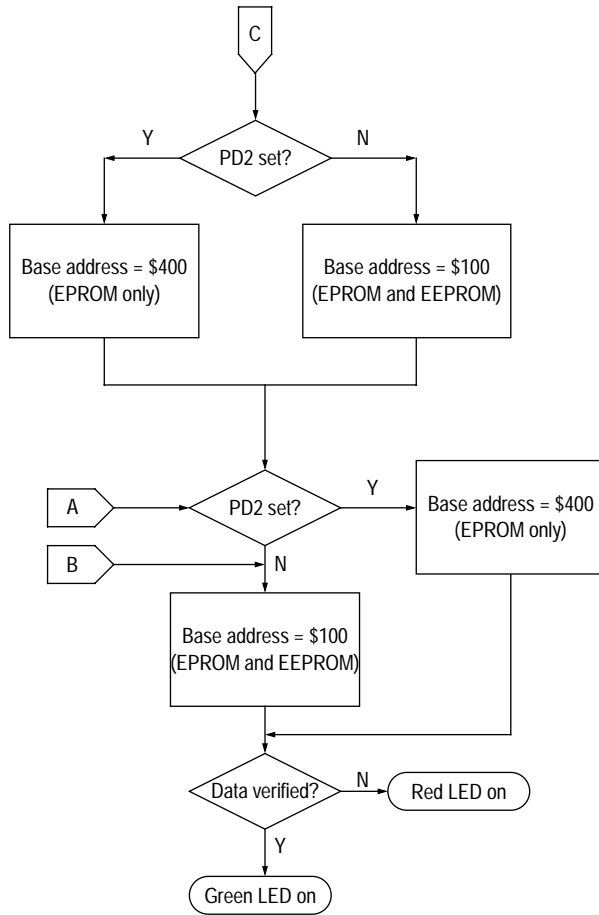 C
Y
N
PD2 set?
Base address = $400
(EPROM only)
Base address = $100
(EPROM and EEPROM)
A
PD2 set?
Y
Base address = $400
(EPROM only)
B
N
Base address = $100
(EPROM and EEPROM)
Data verified?
N
Red LED on
Y
Green LED on